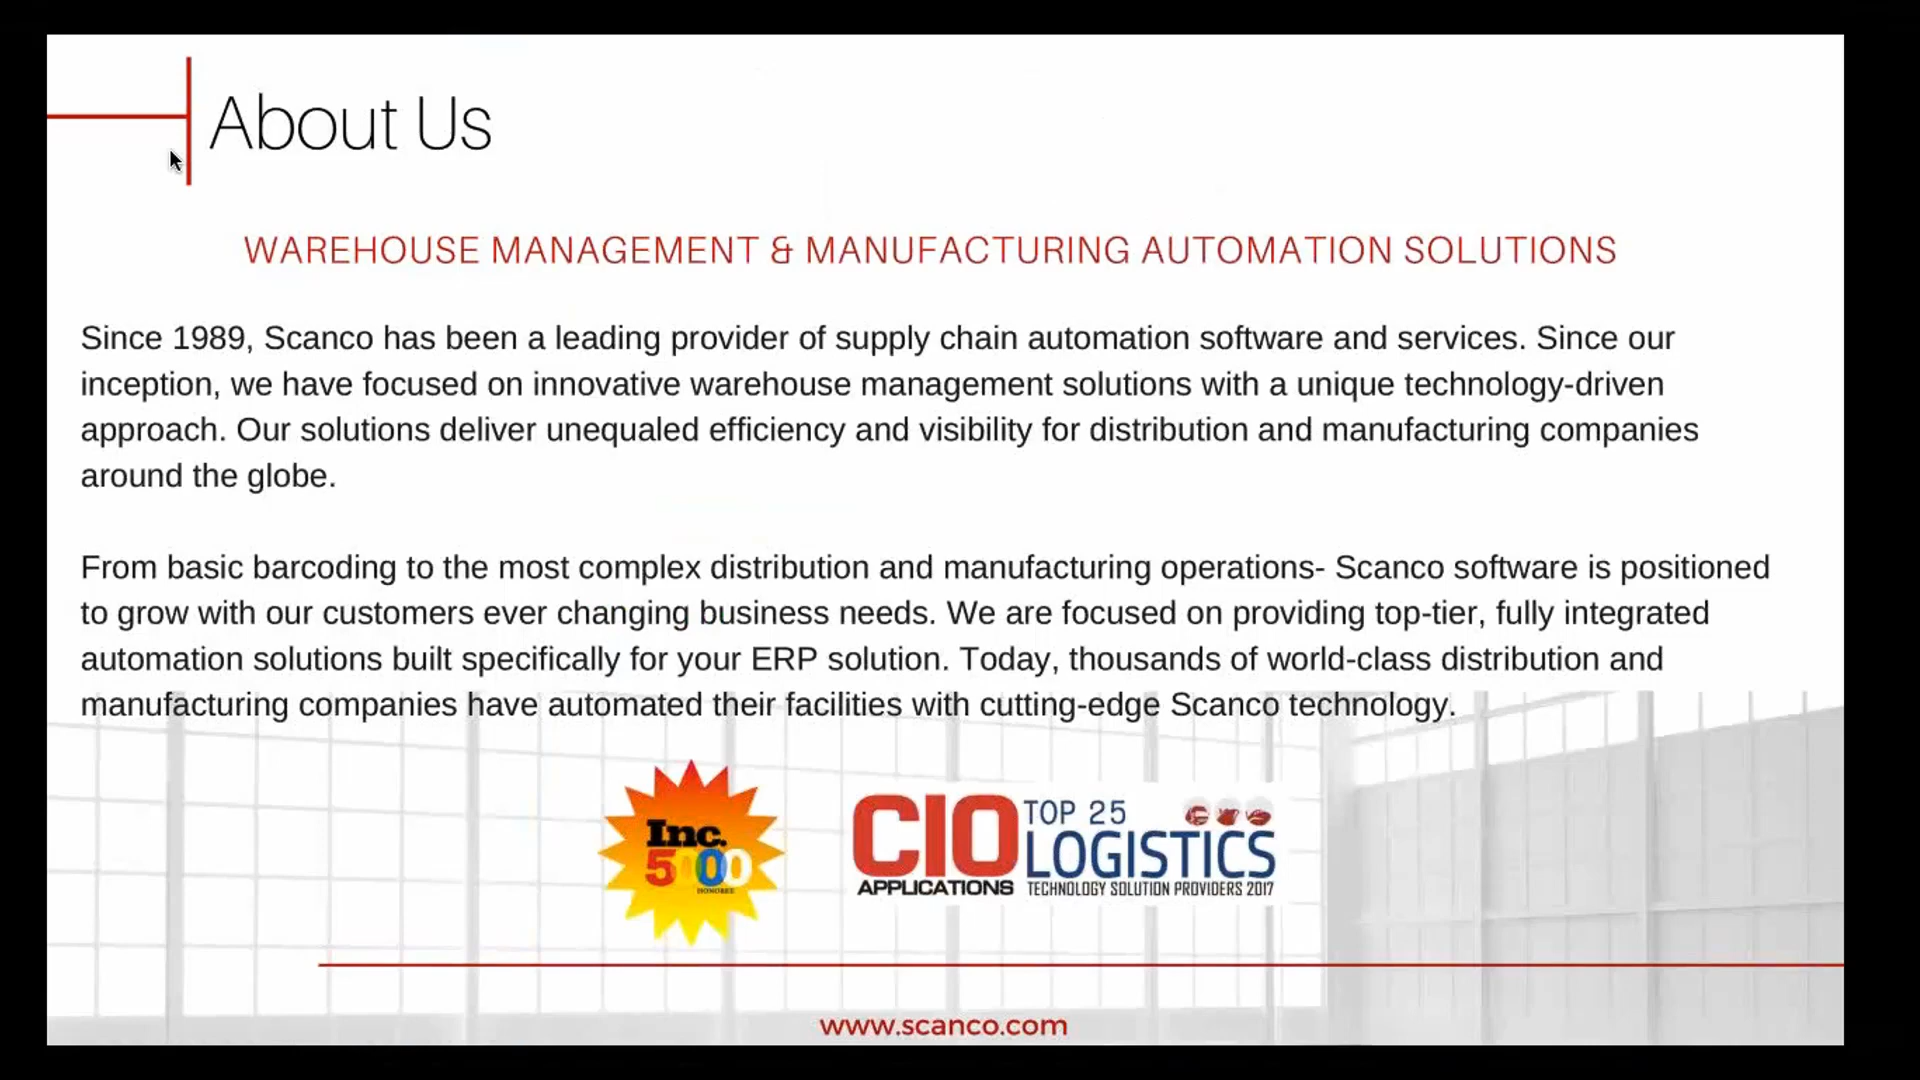 About Us
WAREHOUSE MANAGEMENT & MANUFACTURING AUTOMATION SOLUTIONS
Since 1989, Scanco has been a leading provider of supply chain automation software and services. Since our
inception, we have focused on innovative warehouse management solutions with a unique technology-driven
approach. Our solutions deliver unequaled efficiency and visibility for distribution and manufacturing companies
around the globe.
From basic barcoding to the most complex distribution and manufacturing operations- Scanco software is positioned
to grow with our customers ever changing business needs. We are focused on providing top-tier, fully integrated
automation solutions built specifically for your ERP solution. Today, thousands of world-class distribution and
manufacturing companies have automated their facilities with cutting-edge Scanco technology.
Inc.
5000
HONOREE
CIO
APPLICATIONS
TOP 25
LOGISTICS
TECHNOLOGY SOLUTION PROVIDERS 2017
www.scanco.com